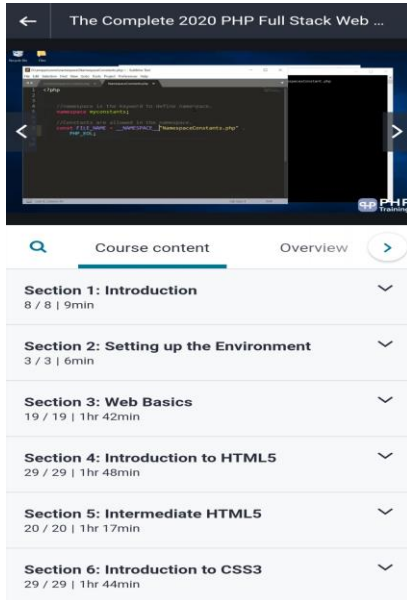 The Complete 2020 PHP Full Stack Web ...
<?php
//namespace is the keyword to define namespace.
namespace myconstants;
//Constants are allowed in the namespace.
const FILE_NAME = __NAMESPACE__."NamespaceConstants.php" .
PHP_EOL;
PHP
Training
Course content
Overview
Section 1: Introduction
8 / 8 | 9min
Section 2: Setting up the Environment
3 / 3 | 6min
Section 3: Web Basics
19 / 19 | 1hr 42min
Section 4: Introduction to HTML5
29 / 29 | 1hr 48min
Section 5: Intermediate HTML5
20 / 20 | 1hr 17min
Section 6: Introduction to CSS3
29 / 29 | 1hr 44min